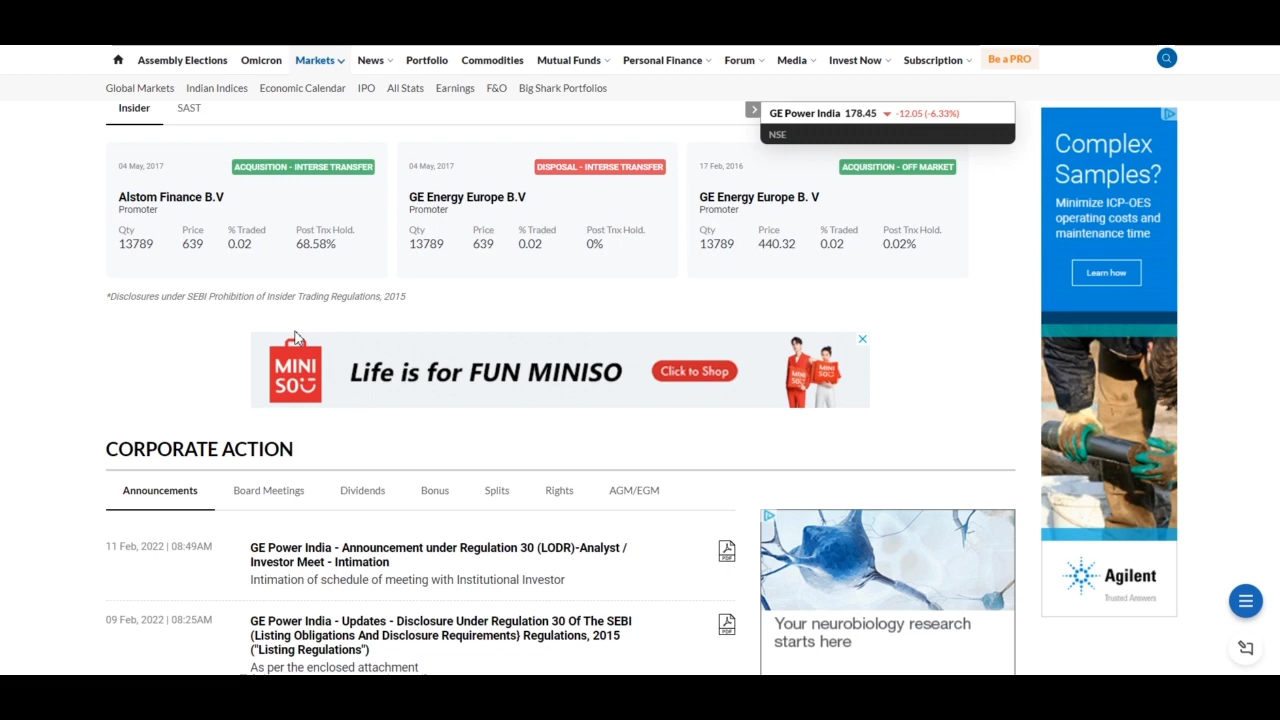 Assembly Elections Omicron Markets News Portfolio Commodities Mutual Funds Personal Finance Forum Media Invest Now Subscription Be a PRO
Global Markets Indian Indices Economic Calendar IPO All Stats Earnings F&O Big Shark Portfolios
Insider SAST
GE Power India 178.45 -12.05 (-6.33%)
NSE
04 May, 2017 ACQUISITION - INTERSE TRANSFER
Alstom Finance B.V
Promoter
Qty Price % Traded Post Tnx Hold.
13789 639 0.02 68.58%
04 May, 2017 DISPOSAL - INTERSE TRANSFER
GE Energy Europe B.V
Promoter
Qty Price % Traded Post Tnx Hold.
13789 639 0.02 0%
17 Feb, 2016 ACQUISITION - OFF MARKET
GE Energy Europe B. V
Promoter
Qty Price % Traded Post Tnx Hold.
13789 440.32 0.02 0.02%
*Disclosures under SEBI Prohibition of Insider Trading Regulations, 2015
MINI
SO
Life is for FUN MINISO
Click to Shop
CORPORATE ACTION
Announcements Board Meetings Dividends Bonus Splits Rights AGM/EGM
11 Feb, 2022 | 08:49AM
GE Power India - Announcement under Regulation 30 (LODR)-Analyst /
Investor Meet - Intimation
Intimation of schedule of meeting with Institutional Investor
PDF
09 Feb, 2022 | 08:25AM
GE Power India - Updates - Disclosure Under Regulation 30 Of The SEBI
(Listing Obligations And Disclosure Requirements) Regulations, 2015
("Listing Regulations")
As per the enclosed attachment
PDF
Your neurobiology research
starts here
Complex
Samples?
Minimize ICP-OES
operating costs and
maintenance time
Learn how
Agilent
Trusted Answers